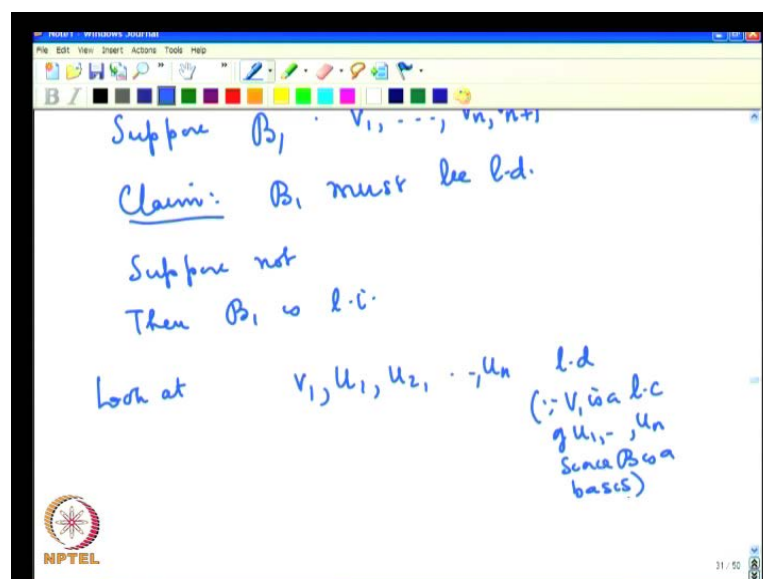 Note1 - Windows Journal
File Edit View Insert Actions Tools Help
B I
Suppose B₁ : v₁, ..., vₙ, vₙ₊₁
Claim: B₁ must be l.d.
Suppose not
Then B₁ is l.i.
Look at v₁, u₁, u₂, ..., uₙ l.d
(∵ v₁ is a l.c
of u₁, -, uₙ
Since B is a
basis)
NPTEL
31 / 50